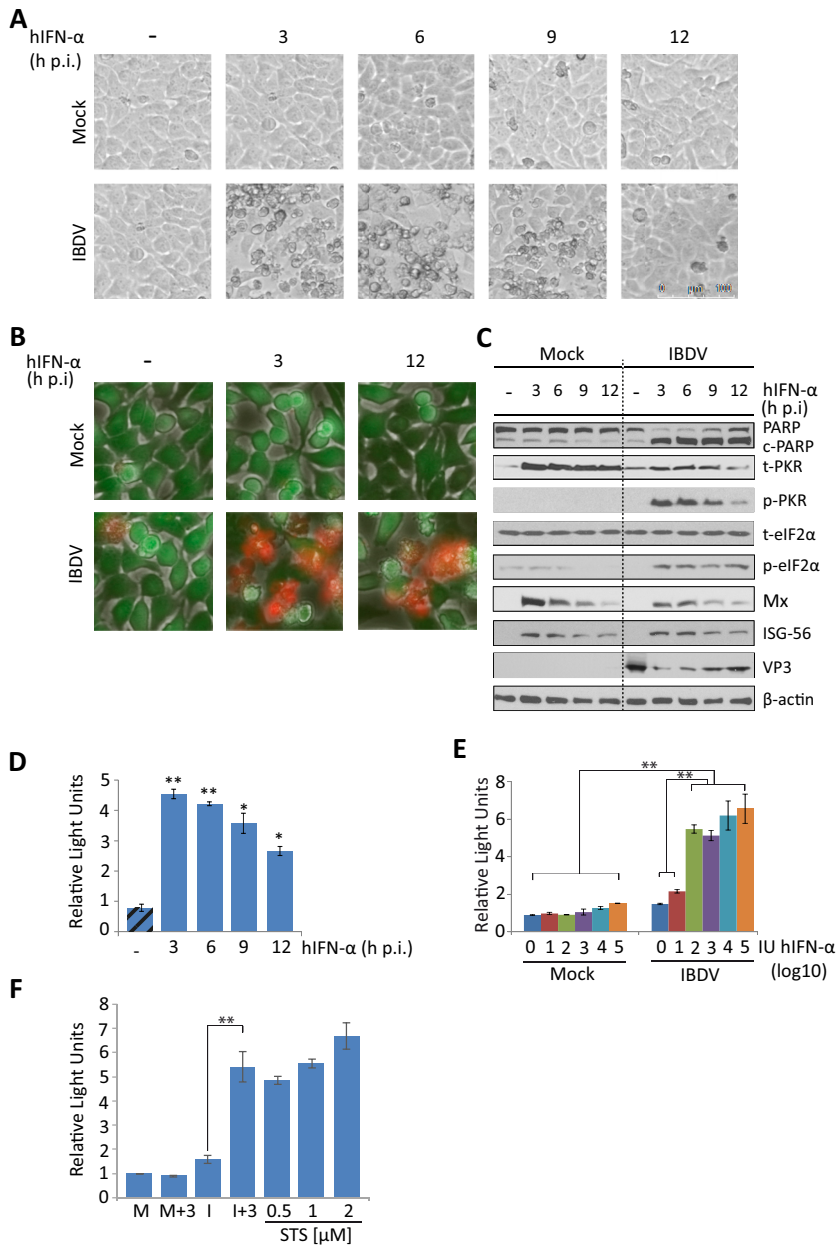 A
hIFN-α
(h p.i.)
– 3 6 9 12
Mock
IBDV
0 µm 100
B
hIFN-α
(h p.i)
– 3 12
Mock
IBDV
C
Mock IBDV
- 3 6 9 12 - 3 6 9 12 hIFN-α
(h p.i)
PARP
c-PARP
t-PKR
p-PKR
t-eIF2α
p-eIF2α
Mx
ISG-56
VP3
β-actin
D
Relative Light Units
5
4
3
2
1
0
** ** * *
- 3 6 9 12 hIFN-α (h p.i.)
E
Relative Light Units
8
6
4
2
0
**
**
0 1 2 3 4 5 0 1 2 3 4 5 IU hIFN-α
Mock IBDV (log10)
F
Relative Light Units
8
7
6
5
4
3
2
1
0
**
M M+3 I I+3 0.5 1 2
STS [µM]